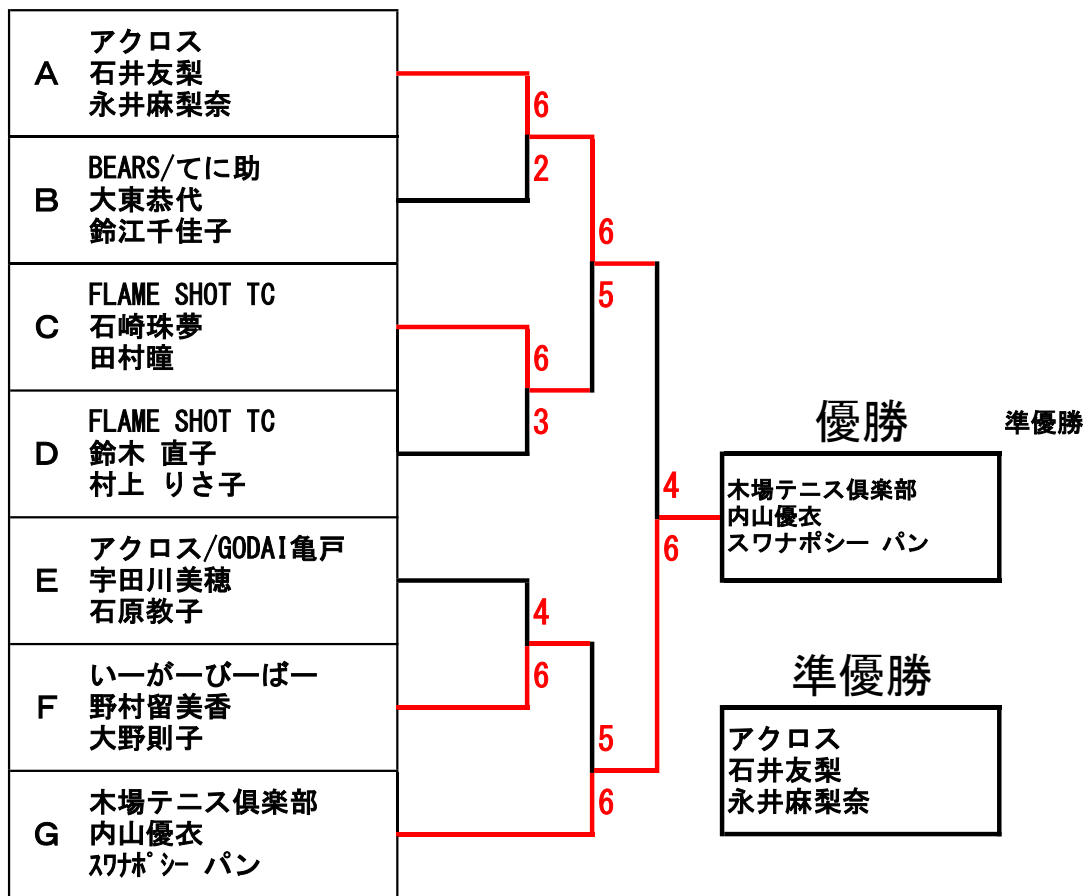 アクロス
A 石井友梨
永井麻梨奈
6
BEARS/てに助
2
B 大東恭代
鈴江千佳子
6
FLAME SHOT TC
5
C 石崎珠夢
田村瞳
6
FLAME SHOT TC
3
優勝 準優勝
D 鈴木 直子
村上 りさ子
4
木場テニス倶楽部
内山優衣
スワナポシー パン
6
アクロス/GODAI亀戸
E 宇田川美穂
石原教子
4
いーがーびーばー
6
準優勝
F 野村留美香
大野則子
5
アクロス
石井友梨
永井麻梨奈
木場テニス倶楽部
6
G 内山優衣
スワナポシー パン